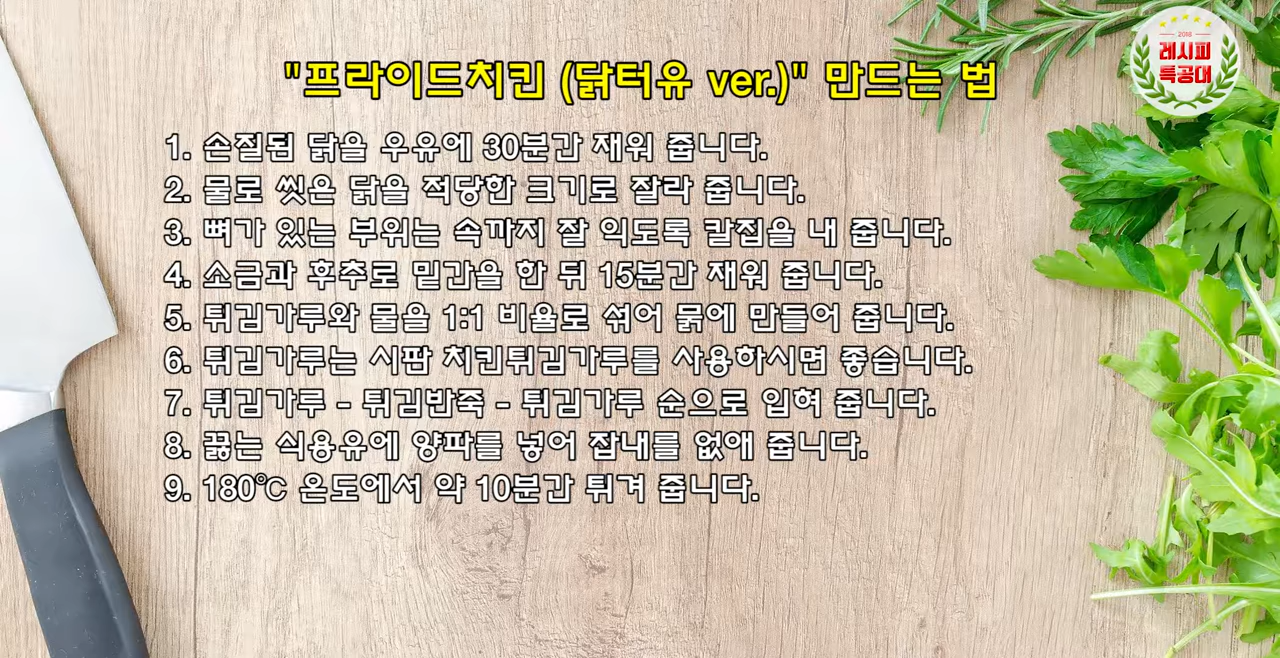 2018
레시피
특공대
"프라이드치킨 (닭터유 ver.)" 만드는 법
1. 손질된 닭을 우유에 30분간 재워 줍니다.
2. 물로 씻은 닭을 적당한 크기로 잘라 줍니다.
3. 뼈가 있는 부위는 속까지 잘 익도록 칼집을 내 줍니다.
4. 소금과 후추로 밑간을 한 뒤 15분간 재워 줍니다.
5. 튀김가루와 물을 1:1 비율로 섞어 묽에 만들어 줍니다.
6. 튀김가루는 시판 치킨튀김가루를 사용하시면 좋습니다.
7. 튀김가루 - 튀김반죽 - 튀김가루 순으로 입혀 줍니다.
8. 끓는 식용유에 양파를 넣어 잡내를 없애 줍니다.
9. 180℃ 온도에서 약 10분간 튀겨 줍니다.